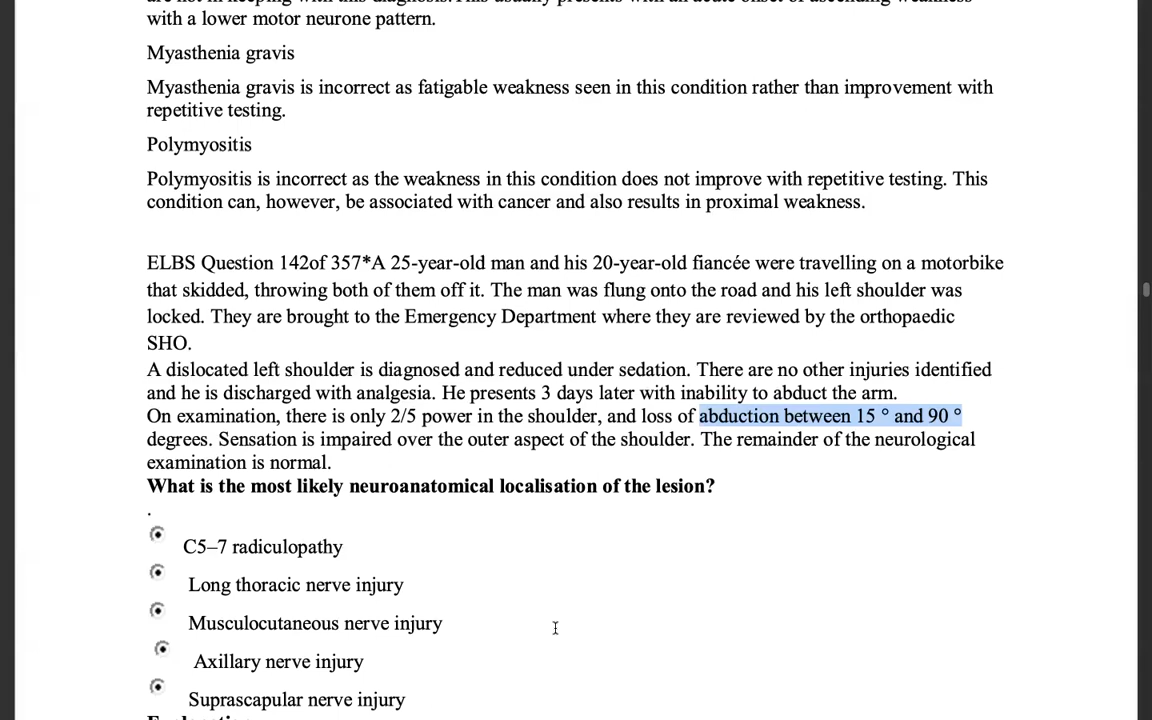 with a lower motor neurone pattern.
Myasthenia gravis
Myasthenia gravis is incorrect as fatigable weakness seen in this condition rather than improvement with
repetitive testing.
Polymyositis
Polymyositis is incorrect as the weakness in this condition does not improve with repetitive testing. This
condition can, however, be associated with cancer and also results in proximal weakness.
ELBS Question 142of 357*A 25-year-old man and his 20-year-old fiancée were travelling on a motorbike
that skidded, throwing both of them off it. The man was flung onto the road and his left shoulder was
locked. They are brought to the Emergency Department where they are reviewed by the orthopaedic
SHO.
A dislocated left shoulder is diagnosed and reduced under sedation. There are no other injuries identified
and he is discharged with analgesia. He presents 3 days later with inability to abduct the arm.
On examination, there is only 2/5 power in the shoulder, and loss of abduction between 15 ° and 90 °
degrees. Sensation is impaired over the outer aspect of the shoulder. The remainder of the neurological
examination is normal.
What is the most likely neuroanatomical localisation of the lesion?
.
C5–7 radiculopathy
Long thoracic nerve injury
Musculocutaneous nerve injury
Axillary nerve injury
Suprascapular nerve injury